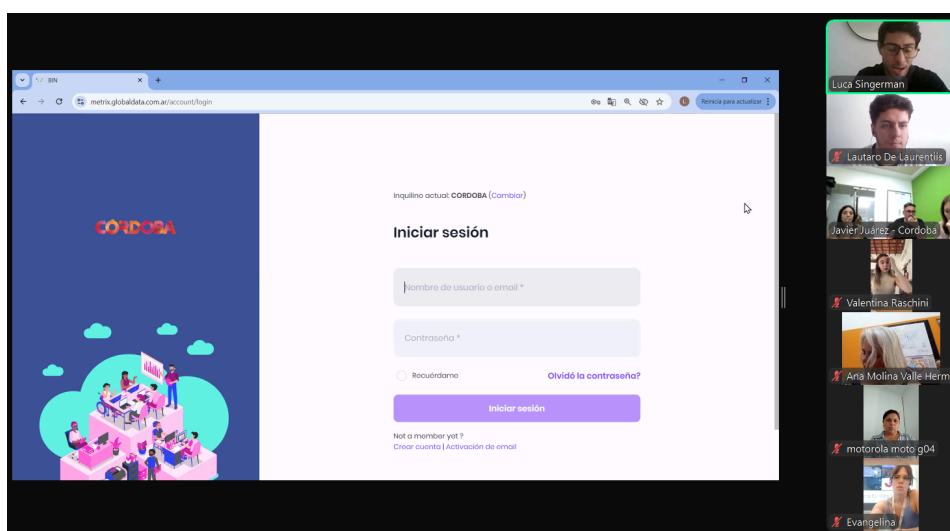 BIN
metrix.globaldata.com.ar/account/login
Reinicia para actualizar
Inquilino actual: CORDOBA (Cambiar)
CÓRDOBA
Iniciar sesión
Nombre de usuario o email *
Contraseña *
Recuérdame
Olvidó la contraseña?
Iniciar sesión
Not a member yet ?
Crear cuenta | Activación de email
Luca Singerman
Lautaro De Laurentiis
Javier Juárez - Cordoba
Valentina Raschini
Ana Molina Valle Herm
motorola moto g04
Evangelina